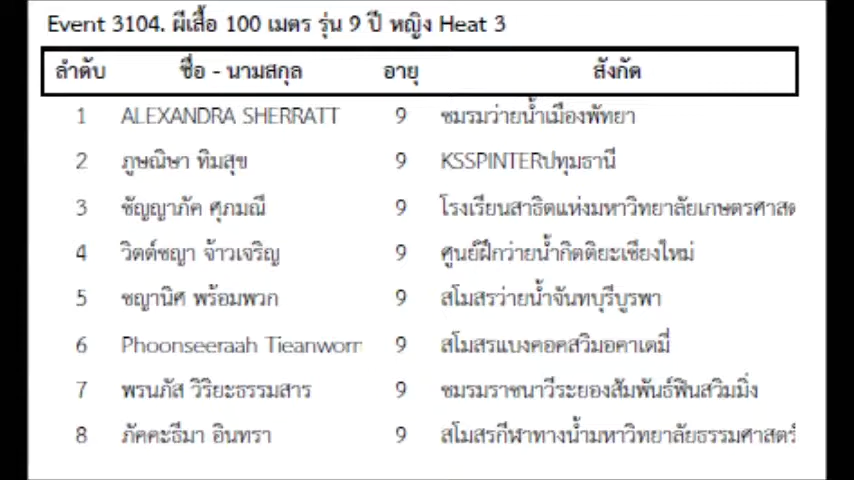 Event 3104. ผีเสื้อ 100 เมตร รุ่น 9 ปี หญิง Heat 3
ลำดับ ชื่อ - นามสกุล อายุ สังกัด
1 ALEXANDRA SHERRATT 9 ชมรมว่ายน้ำเมืองพัทยา
2 ภูษณิษา ทิมสุข 9 KSSPINTERปทุมธานี
3 ชัญญาภัค ศุภมณี 9 โรงเรียนสาธิตแห่งมหาวิทยาลัยเกษตรศาสต
4 วิตต์ชญา จ้าวเจริญ 9 ศูนย์ฝึกว่ายน้ำกิตติยะเชียงใหม่
5 ชญานิศ พร้อมพวก 9 สโมสรว่ายน้ำจันทบุรีบูรพา
6 Phoonseeraah Tieanworn 9 สโมสรแบงคอคสวิมอคาเดมี่
7 พรนภัส วิริยะธรรมสาร 9 ชมรมราชนาวีระยองสัมพันธ์ฟินสวิมมิ่ง
8 ภัคคะธีมา อินทรา 9 สโมสรกีฬาทางน้ำมหาวิทยาลัยธรรมศาสตร์